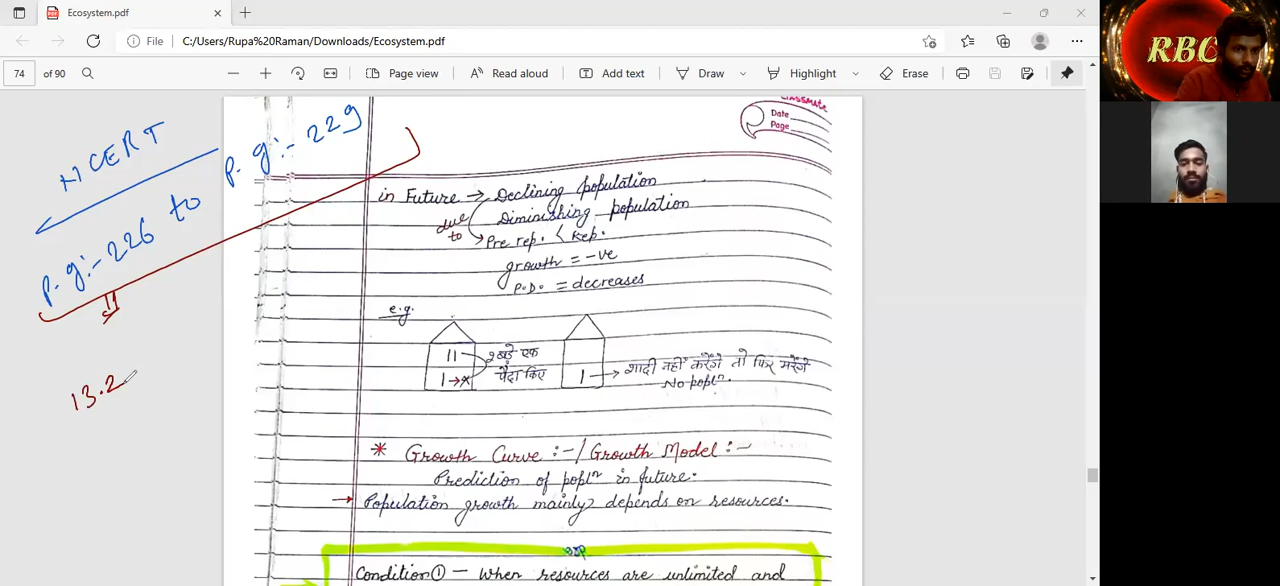 Ecosystem.pdf
File C:/Users/Rupa%20Raman/Downloads/Ecosystem.pdf
74 of 90
Page view
Read aloud
Add text
Draw
Highlight
Erase
RBC
classmate
Date
Page
NCERT
P.g:- 226 to P.g:- 229
13.2
in Future → Declining population
due to
Diminishing population
Pre rep. < Rep.
growth = -ve
P.D. = decreases
e.g.
11
1 → x
2 बड़े एक
पैदा किए
1 → शादी नहीं करेंगे तो फिर मरेंगे
No popln.
* Growth Curve :-/ Growth Model :-
Prediction of popln in future.
→ Population growth mainly depends on resources.
Condition ① — When resources are unlimited and